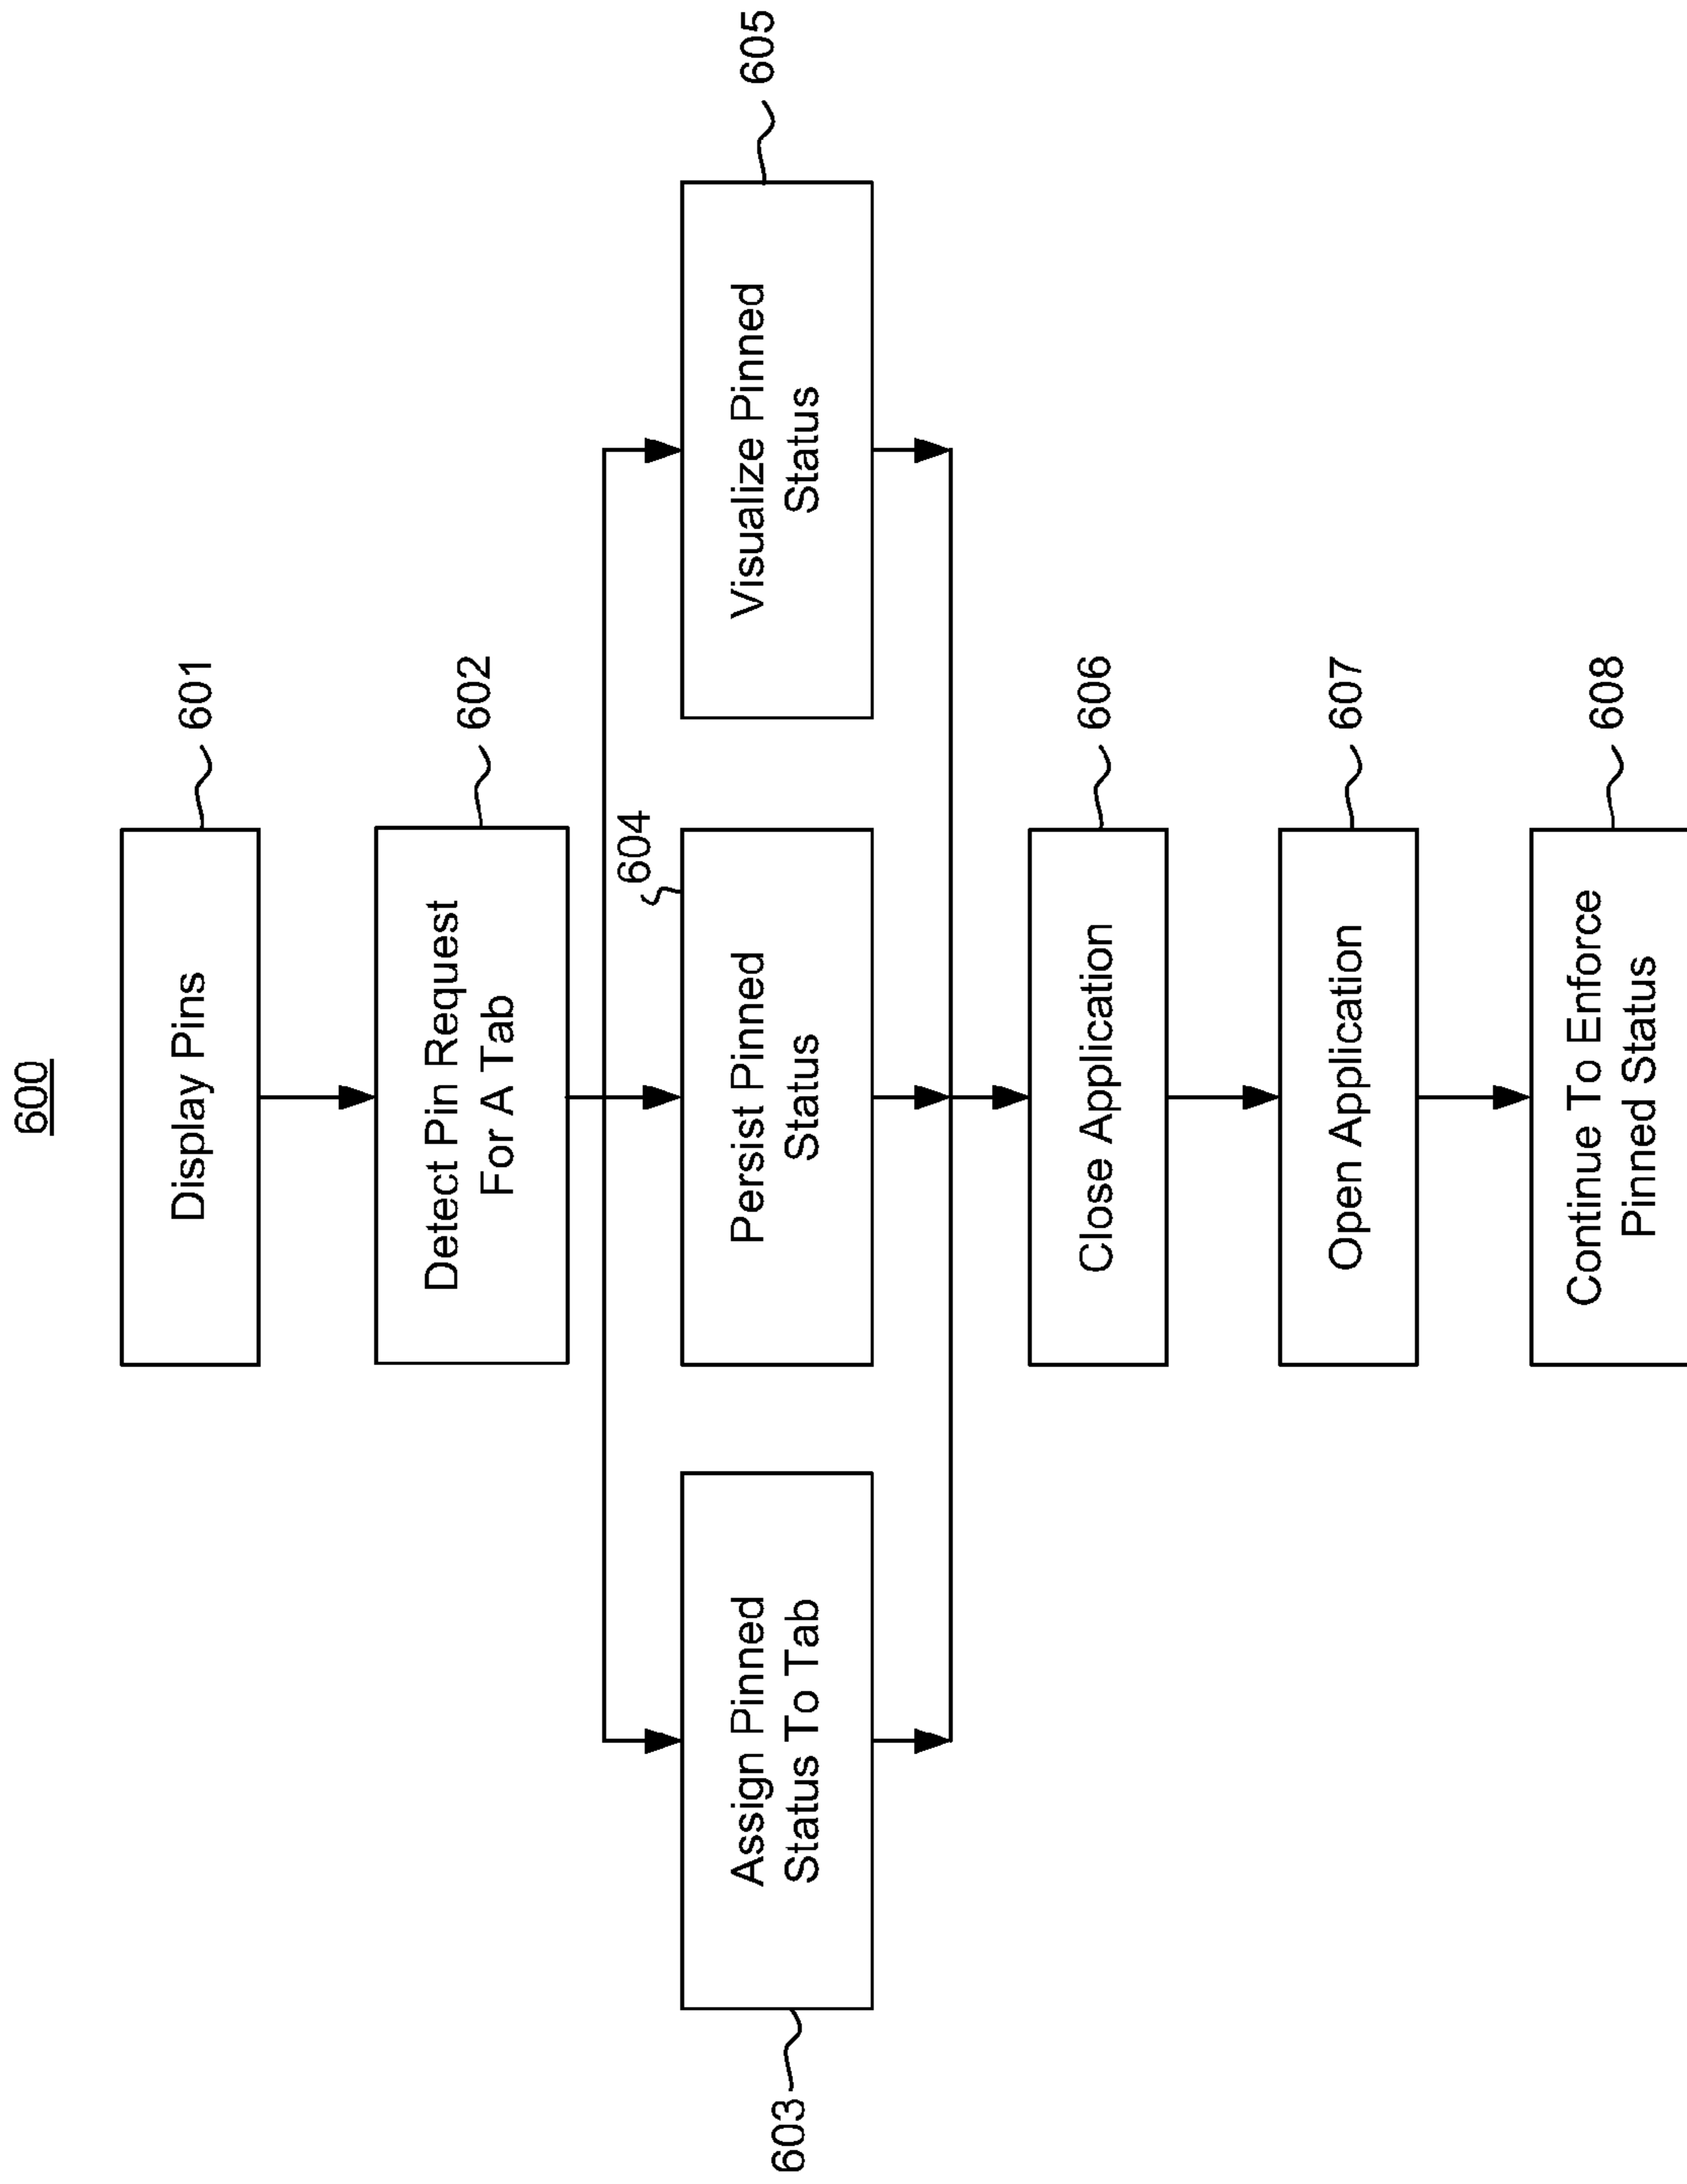 600
Display Pins
601
Detect Pin Request
For A Tab
602
603
Assign Pinned
Status To Tab
604
Persist Pinned
Status
605
Visualize Pinned
Status
Close Application
606
Open Application
607
Continue To Enforce
Pinned Status
608